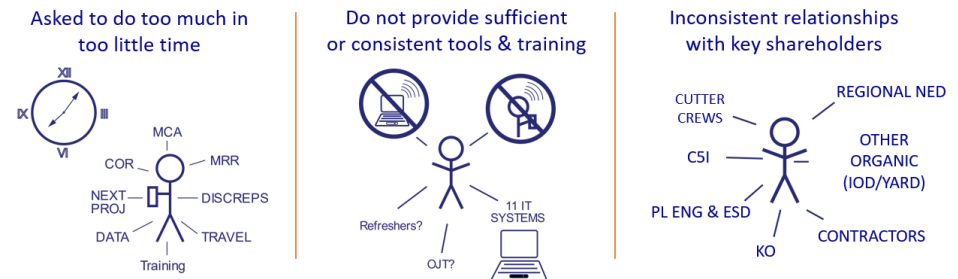 Asked to do too much in
too little time
XII
IX
III
VI
MCA
COR
MRR
NEXT
PROJ
DISCREPS
DATA
TRAVEL
Training
Do not provide sufficient
or consistent tools & training
Refreshers?
11 IT
SYSTEMS
OJT?
Inconsistent relationships
with key shareholders
CUTTER
CREWS
REGIONAL NED
C5I
OTHER
ORGANIC
(IOD/YARD)
PL ENG & ESD
KO
CONTRACTORS